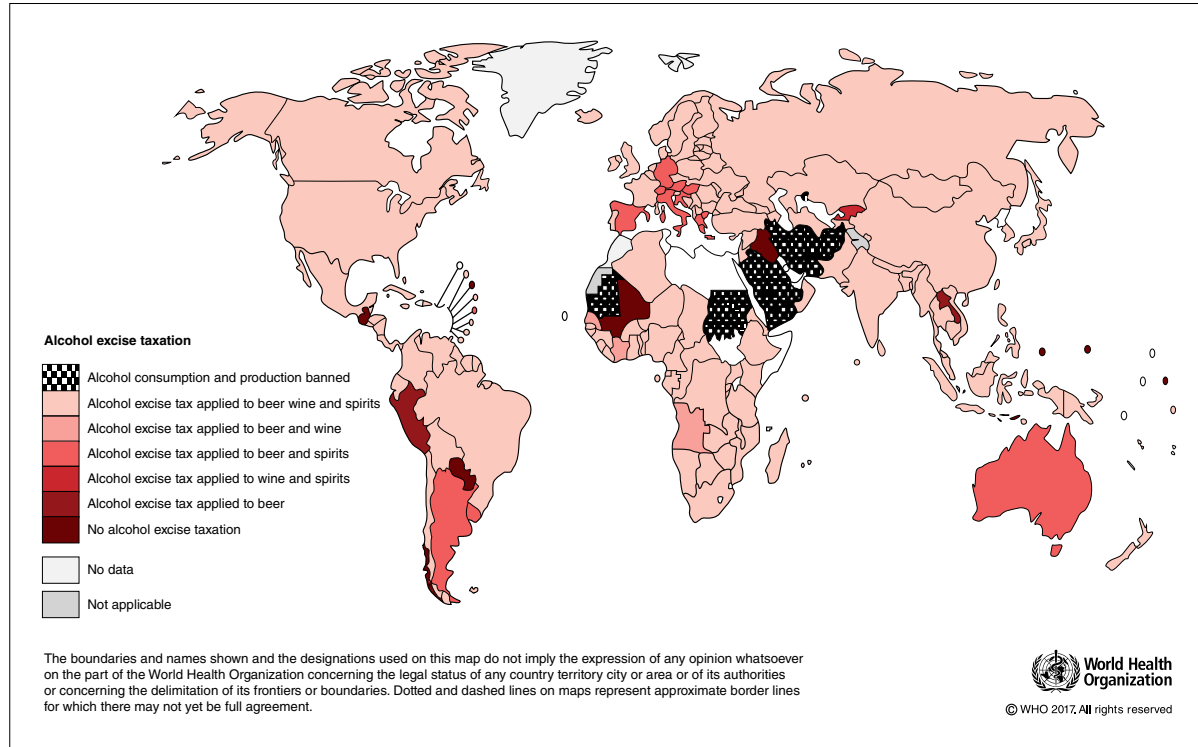 Alcohol excise taxation
Alcohol consumption and production banned
Alcohol excise tax applied to beer wine and spirits
Alcohol excise tax applied to beer and wine
Alcohol excise tax applied to beer and spirits
Alcohol excise tax applied to wine and spirits
Alcohol excise tax applied to beer
No alcohol excise taxation
No data
Not applicable
The boundaries and names shown and the designations used on this map do not imply the expression of any opinion whatsoever
on the part of the World Health Organization concerning the legal status of any country territory city or area or of its authorities
or concerning the delimitation of its frontiers or boundaries. Dotted and dashed lines on maps represent approximate border lines
for which there may not yet be full agreement.
World Health
Organization
© WHO 2017. All rights reserved